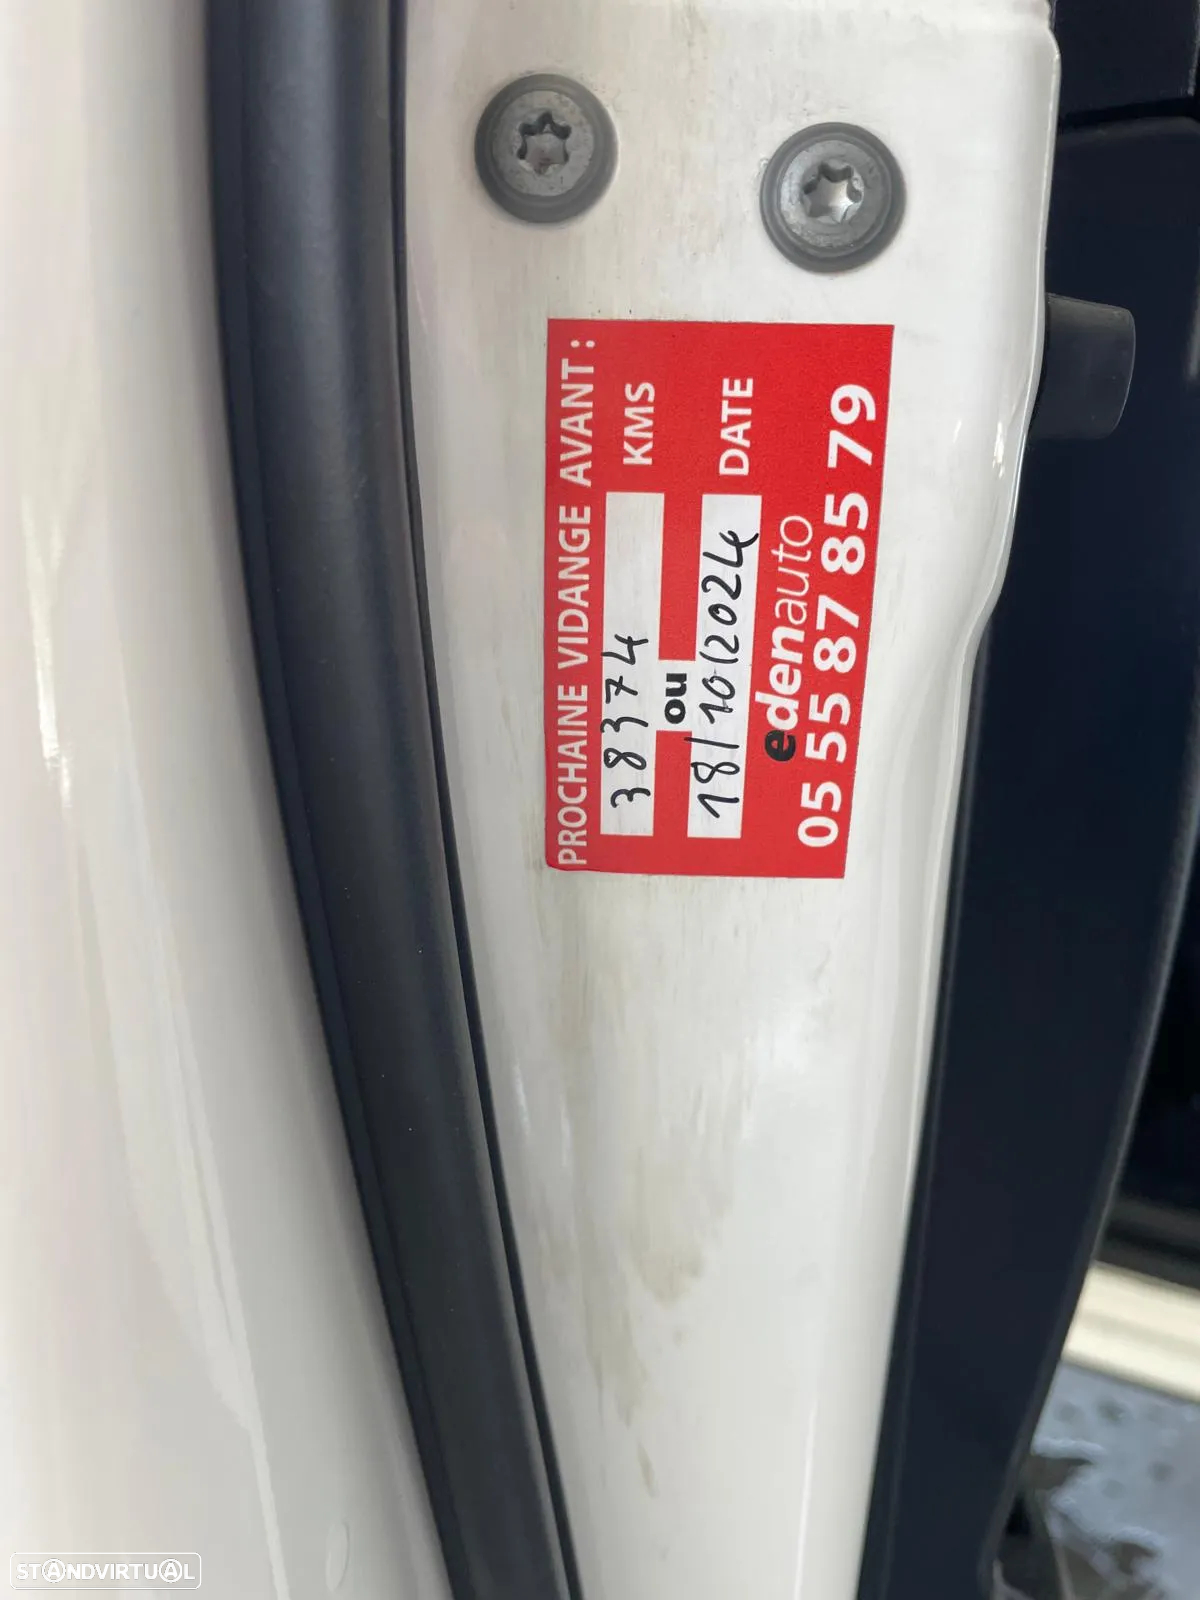 PROCHAINE VIDANGE AVANT :
38374 KMS
ou
18/10/2024 DATE
edenauto
05 55 87 85 79
STANDVIRTUAL